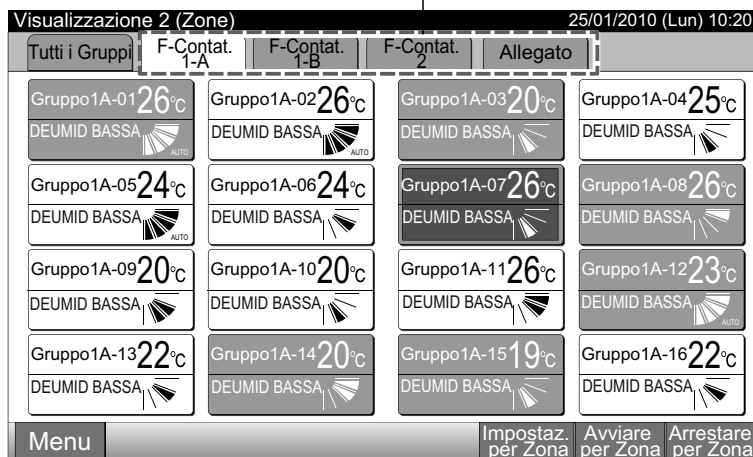 Visualizzazione 2 (Zone) 25/01/2010 (Lun) 10:20
Tutti i Gruppi F-Contat. 1-A F-Contat. 1-B F-Contat. 2 Allegato
Gruppo1A-01 26°C Gruppo1A-02 26°C Gruppo1A-03 20°C Gruppo1A-04 25°C
DEUMID BASSA AUTO DEUMID BASSA AUTO DEUMID BASSA DEUMID BASSA
Gruppo1A-05 24°C Gruppo1A-06 24°C Gruppo1A-07 26°C Gruppo1A-08 26°C
DEUMID BASSA AUTO DEUMID BASSA DEUMID BASSA DEUMID BASSA
Gruppo1A-09 20°C Gruppo1A-10 20°C Gruppo1A-11 26°C Gruppo1A-12 23°C
DEUMID BASSA DEUMID BASSA DEUMID BASSA DEUMID BASSA AUTO
Gruppo1A-13 22°C Gruppo1A-14 20°C Gruppo1A-15 19°C Gruppo1A-16 22°C
DEUMID BASSA DEUMID BASSA DEUMID BASSA DEUMID BASSA
Menu Impostaz. per Zona Avviare per Zona Arrestare per Zona